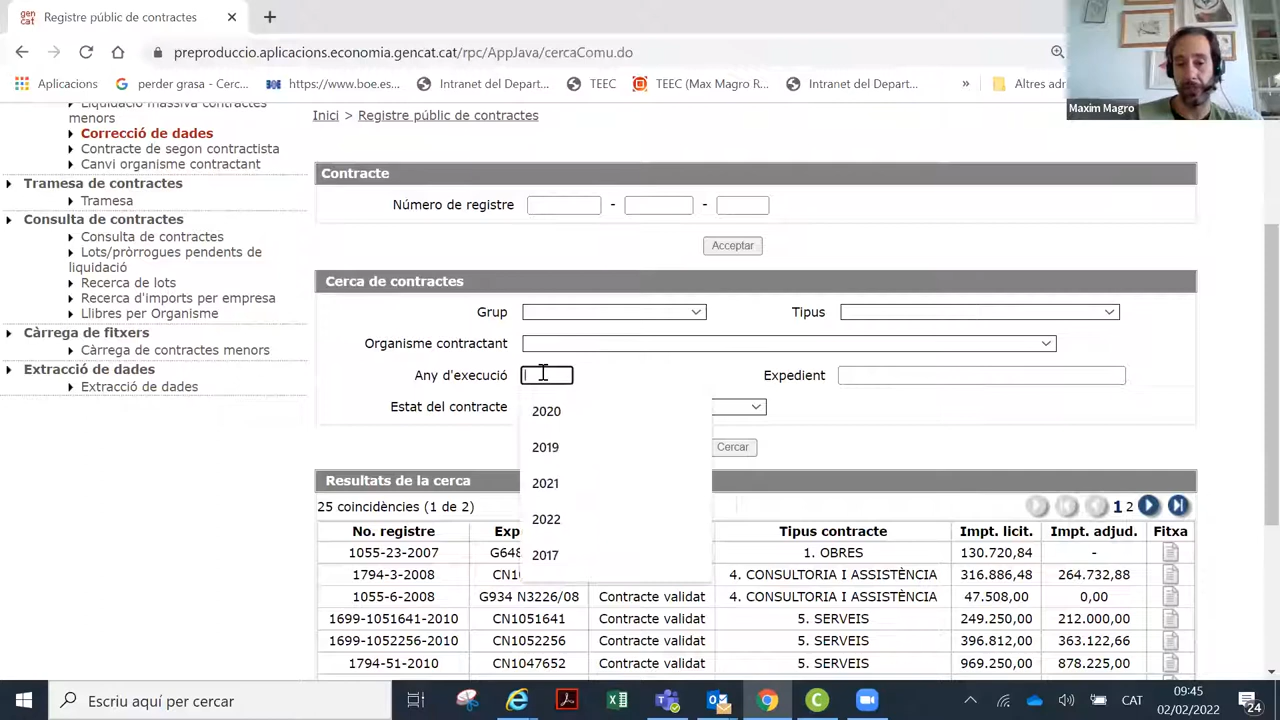 gen cat Registre públic de contractes
preproduccio.aplicacions.economia.gencat.cat/rpc/AppJava/cercaComu.do
Aplicacions perder grasa - Cerc... https://www.boe.es... Intranet del Depart... TEEC TEEC (Max Magro R... Intranet del Depart... » Altres adr
Maxim Magro
Liquidació massiva contractes menors
Correcció de dades
Contracte de segon contractista
Canvi organisme contractant
Tramesa de contractes
Tramesa
Consulta de contractes
Consulta de contractes
Lots/pròrrogues pendents de
liquidació
Recerca de lots
Recerca d'imports per empresa
Llibres per Organisme
Càrrega de fitxers
Càrrega de contractes menors
Extracció de dades
Extracció de dades
Inici > Registre públic de contractes
Contracte
Número de registre - -
Acceptar
Cerca de contractes
Grup Tipus
Organisme contractant
Any d'execució Expedient
Estat del contracte
2020
2019
2021
2022
2017
Cercar
Resultats de la cerca
25 coincidències (1 de 2) 1 2
No. registre Exp Tipus contracte Impt. licit. Impt. adjud. Fitxa
1055-23-2007 G648 1. OBRES 130.720,84 -
1794-3-2008 CN1 4. CONSULTORIA I ASSISTÈNCIA 316.886,48 264.732,88
1055-6-2008 G934 N3226/08 Contracte validat 4. CONSULTORIA I ASSISTÈNCIA 47.508,00 0,00
1699-1051641-2010 CN1051641 Contracte validat 5. SERVEIS 249.250,00 212.000,00
1699-1052256-2010 CN1052256 Contracte validat 5. SERVEIS 396.812,00 363.122,66
1794-51-2010 CN1047652 Contracte validat 5. SERVEIS 969.250,00 878.225,00
Escriu aquí per cercar
CAT
09:45
02/02/2022
24